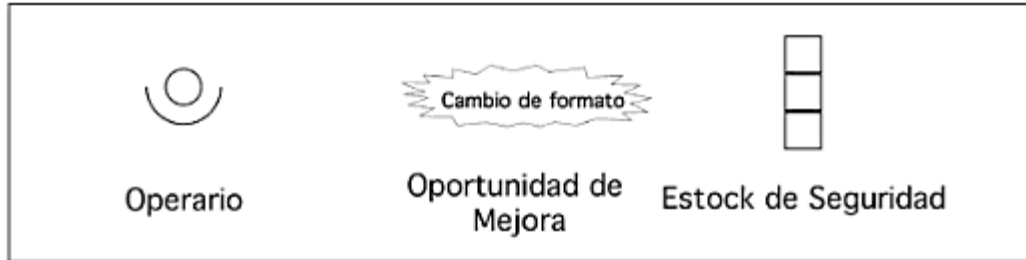 Cambio de formato
Operario
Oportunidad de
Mejora
Estock de Seguridad